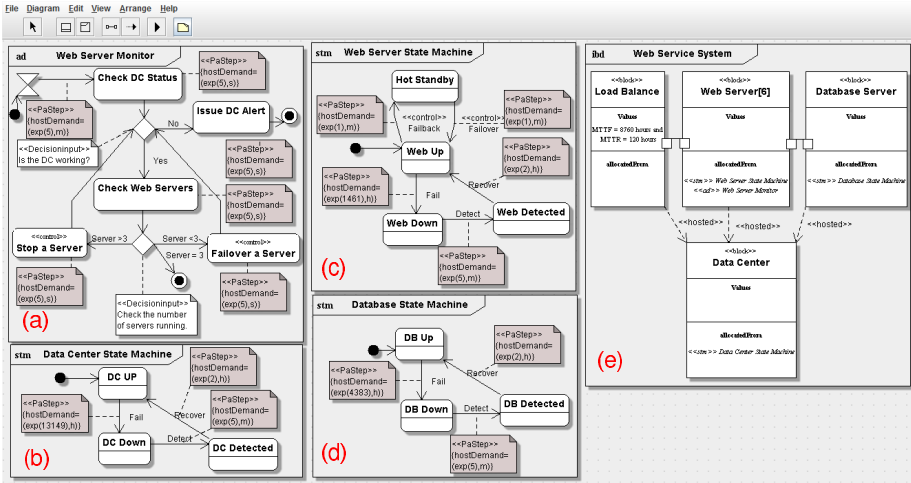 File Diagram Edit View Arrange Help
ad Web Server Monitor
Check DC Status
<<PaStep>>
{hostDemand=
(exp(5),s)}
<<PaStep>>
{hostDemand=
(exp(5),m)}
Issue DC Alert
No
<<Decisioninput>>
Is the DC working?
Yes
<<PaStep>>
{hostDemand=
(exp(5),s)}
Check Web Servers
<<PaStep>>
{hostDemand=
(exp(5),s)}
<<control>>
Stop a Server
Server >3
Server <3
Server = 3
<<control>>
Failover a Server
<<PaStep>>
{hostDemand=
(exp(5),s)}
<<PaStep>>
{hostDemand=
(exp(5),s)}
<<Decisioninput>>
Check the number
of servers running.
(a)
stm Data Center State Machine
DC UP
<<PaStep>>
{hostDemand=
(exp(2),h)}
<<PaStep>>
{hostDemand=
(exp(13149),h)}
Fail
Recover
<<PaStep>>
{hostDemand=
(exp(5),m)}
DC Down
Detect
DC Detected
(b)
stm Web Server State Machine
Hot Standby
<<PaStep>>
{hostDemand=
(exp(1),m)}
<<control>>
Failback
<<control>>
Failover
<<PaStep>>
{hostDemand=
(exp(1),m)}
Web Up
<<PaStep>>
{hostDemand=
(exp(2),h)}
<<PaStep>>
{hostDemand=
(exp(1461),h)}
Fail
Recover
Web Down
Detect
Web Detected
<<PaStep>>
{hostDemand=
(exp(5),m)}
(c)
stm Database State Machine
DB Up
<<PaStep>>
{hostDemand=
(exp(2),h)}
<<PaStep>>
{hostDemand=
(exp(4383),h)}
Fail
Recover
DB Down
Detect
DB Detected
<<PaStep>>
{hostDemand=
(exp(5),m)}
(d)
ibd Web Service System
<<block>>
Load Balance
Values
MTTF = 8760 hours and
MTTR = 120 hours
allocatedFrom
<<block>>
Web Server[6]
Values
allocatedFrom
<<stm>> Web Server State Machine
<<ad>> Web Server Monitor
<<block>>
Database Server
Values
allocatedFrom
<<stm>> Database State Machine
<<hosted>>
<<hosted>>
<<hosted>>
<<block>>
Data Center
Values
allocatedFrom
<<stm>> Data Center State Machine
(e)